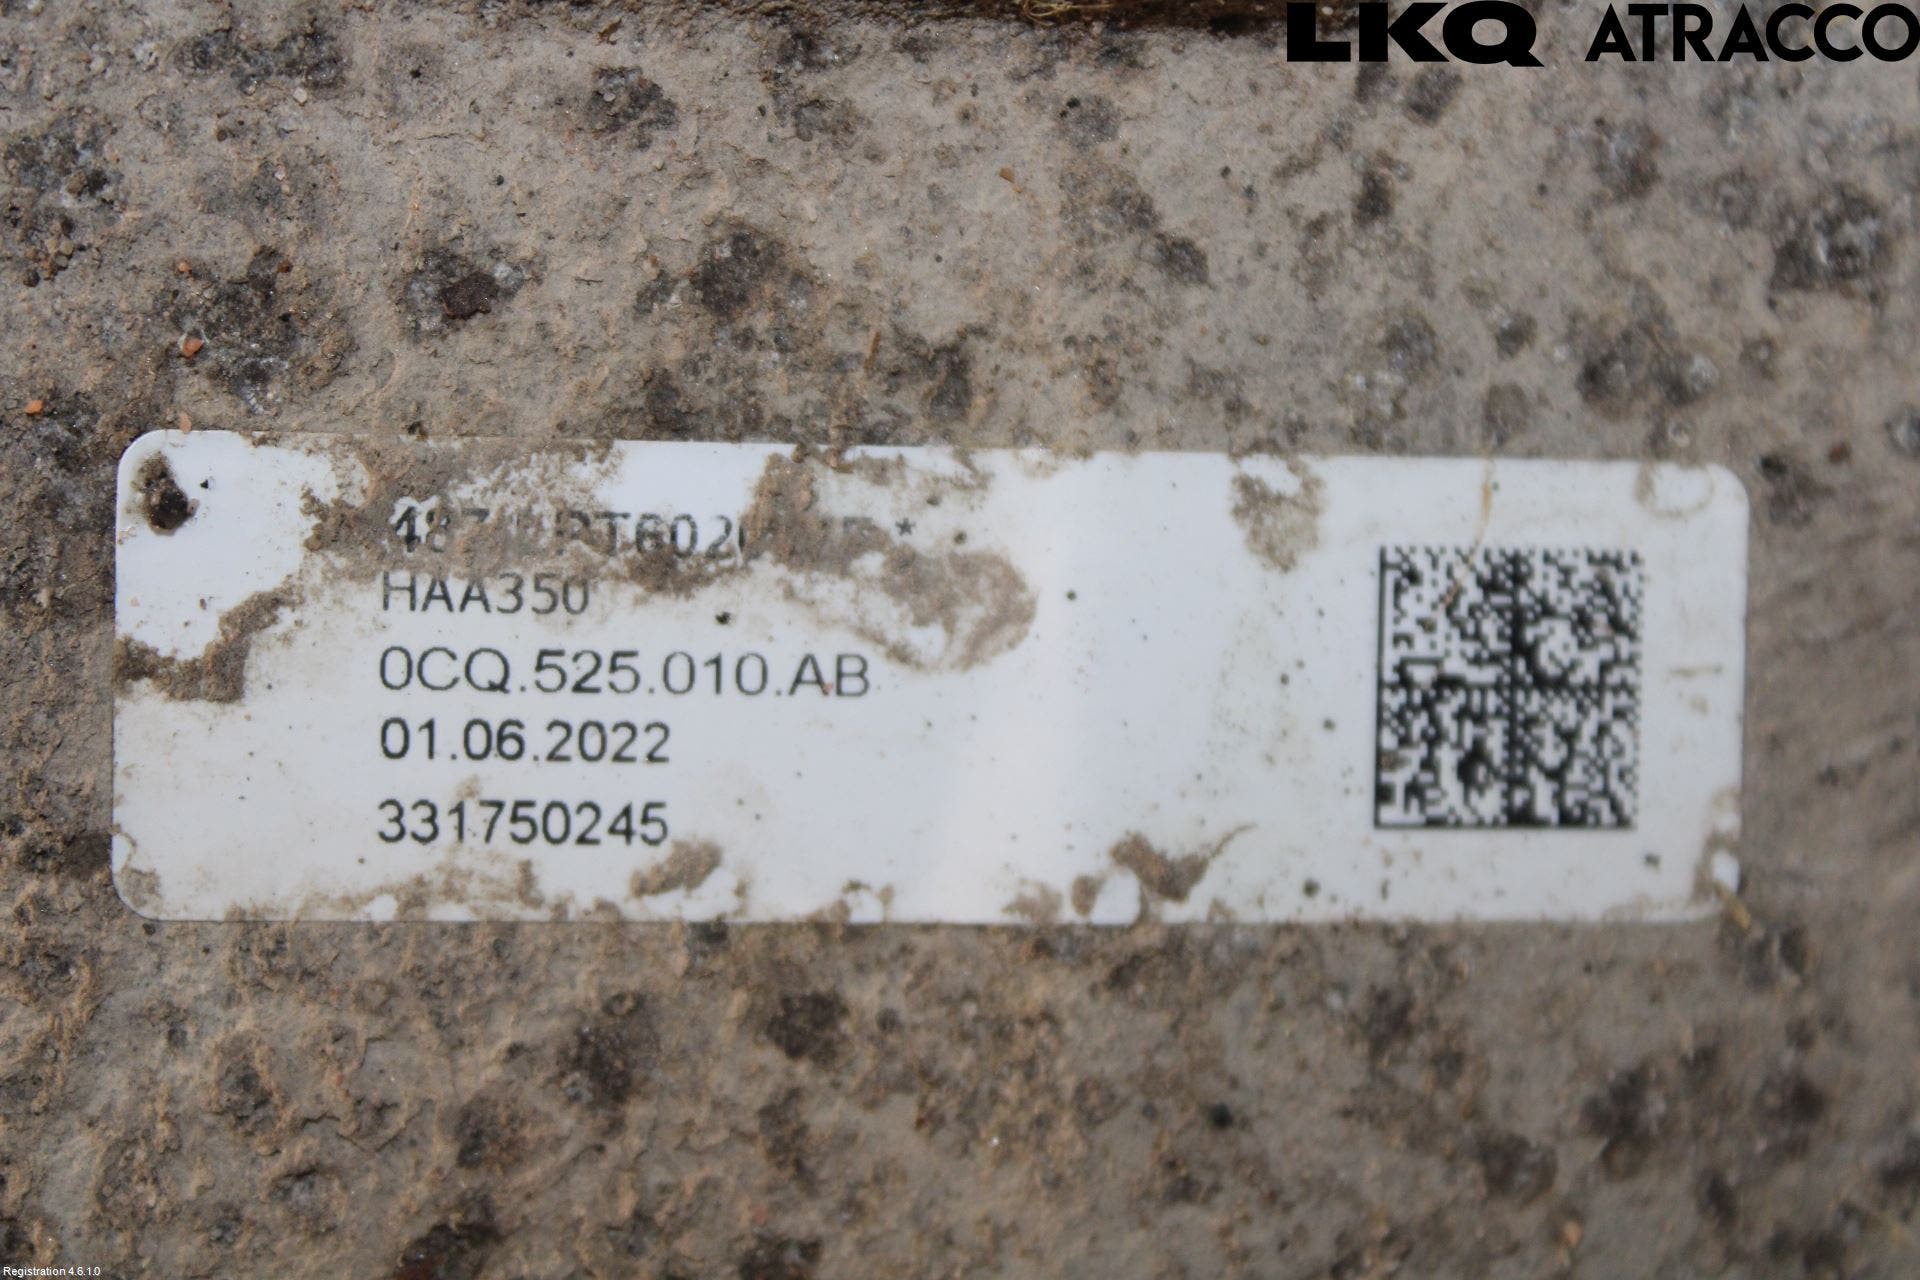 LKQ ATRACCO
HAA350
0CQ.525.010.AB
01.06.2022
331750245
Registration 4.6.1.0